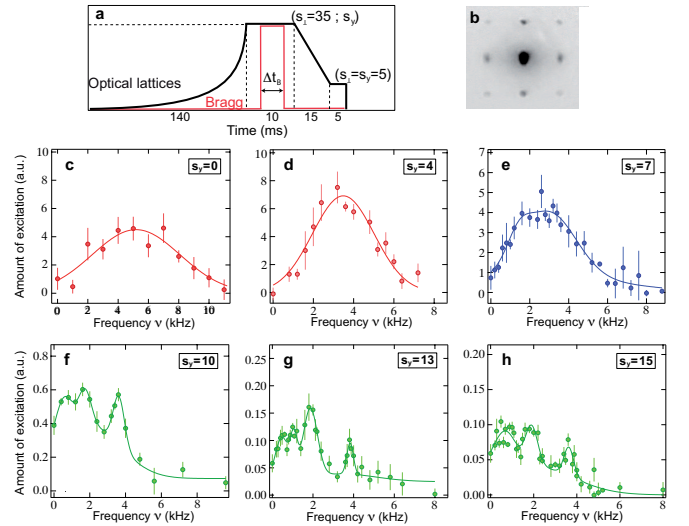 a
b
(s⊥=35 ; sy)
Optical lattices
ΔtB
(s⊥=sy=5)
Bragg
140
10
15
5
Time (ms)
Amount of excitation (a.u.)
c
sy=0
10
8
6
4
2
0
0 2 4 6 8 10
Frequency ν (kHz)
d
sy=4
10
8
6
4
2
0
0 2 4 6 8
Frequency ν (kHz)
e
sy=7
7
6
5
4
3
2
1
0
0 2 4 6 8
Frequency ν (kHz)
Amount of excitation (a.u.)
f
sy=10
0.8
0.6
0.4
0.2
0.0
0 2 4 6 8
Frequency ν (kHz)
g
sy=13
0.25
0.20
0.15
0.10
0.05
0.00
0 2 4 6 8
Frequency ν (kHz)
h
sy=15
0.20
0.15
0.10
0.05
0.00
0 2 4 6 8
Frequency ν (kHz)